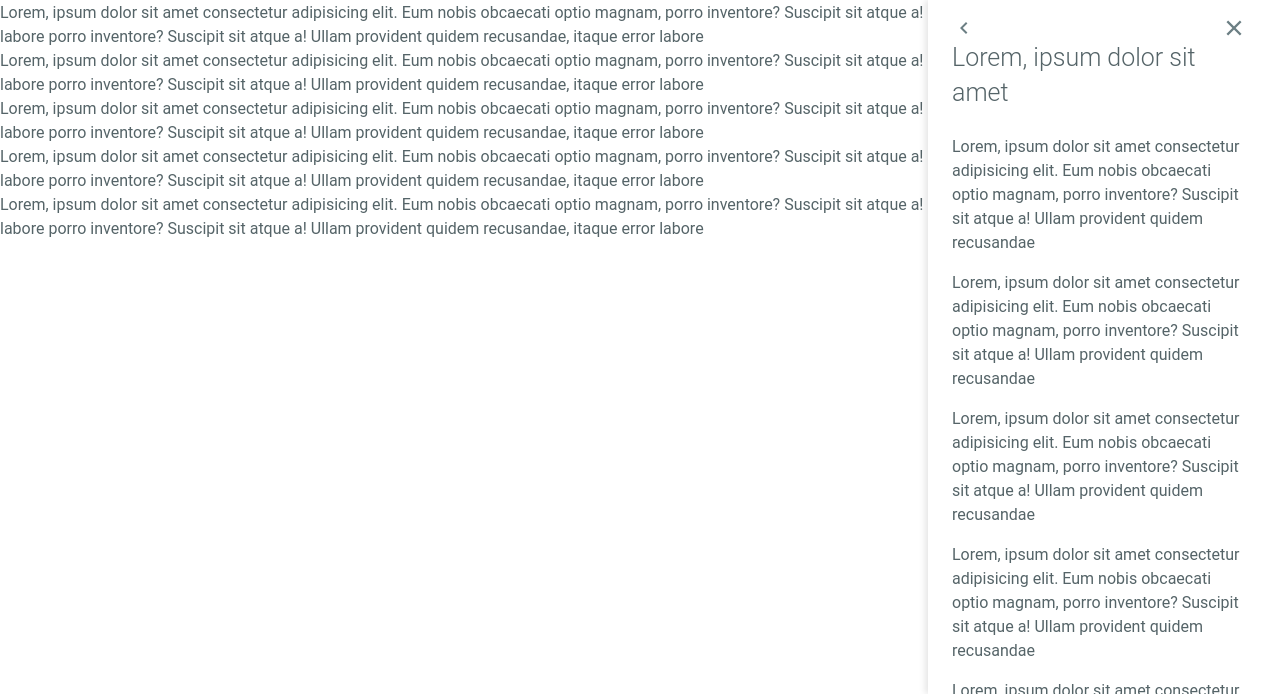 Lorem, ipsum dolor sit amet consectetur adipisicing elit. Eum nobis obcaecati optio magnam, porro inventore? Suscipit sit atque a!
labore porro inventore? Suscipit sit atque a! Ullam provident quidem recusandae, itaque error labore
Lorem, ipsum dolor sit amet consectetur adipisicing elit. Eum nobis obcaecati optio magnam, porro inventore? Suscipit sit atque a!
labore porro inventore? Suscipit sit atque a! Ullam provident quidem recusandae, itaque error labore
Lorem, ipsum dolor sit amet consectetur adipisicing elit. Eum nobis obcaecati optio magnam, porro inventore? Suscipit sit atque a!
labore porro inventore? Suscipit sit atque a! Ullam provident quidem recusandae, itaque error labore
Lorem, ipsum dolor sit amet consectetur adipisicing elit. Eum nobis obcaecati optio magnam, porro inventore? Suscipit sit atque a!
labore porro inventore? Suscipit sit atque a! Ullam provident quidem recusandae, itaque error labore
Lorem, ipsum dolor sit amet consectetur adipisicing elit. Eum nobis obcaecati optio magnam, porro inventore? Suscipit sit atque a!
labore porro inventore? Suscipit sit atque a! Ullam provident quidem recusandae, itaque error labore
Lorem, ipsum dolor sit
amet
Lorem, ipsum dolor sit amet consectetur
adipisicing elit. Eum nobis obcaecati
optio magnam, porro inventore? Suscipit
sit atque a! Ullam provident quidem
recusandae
Lorem, ipsum dolor sit amet consectetur
adipisicing elit. Eum nobis obcaecati
optio magnam, porro inventore? Suscipit
sit atque a! Ullam provident quidem
recusandae
Lorem, ipsum dolor sit amet consectetur
adipisicing elit. Eum nobis obcaecati
optio magnam, porro inventore? Suscipit
sit atque a! Ullam provident quidem
recusandae
Lorem, ipsum dolor sit amet consectetur
adipisicing elit. Eum nobis obcaecati
optio magnam, porro inventore? Suscipit
sit atque a! Ullam provident quidem
recusandae
Lorem, ipsum dolor sit amet consectetur